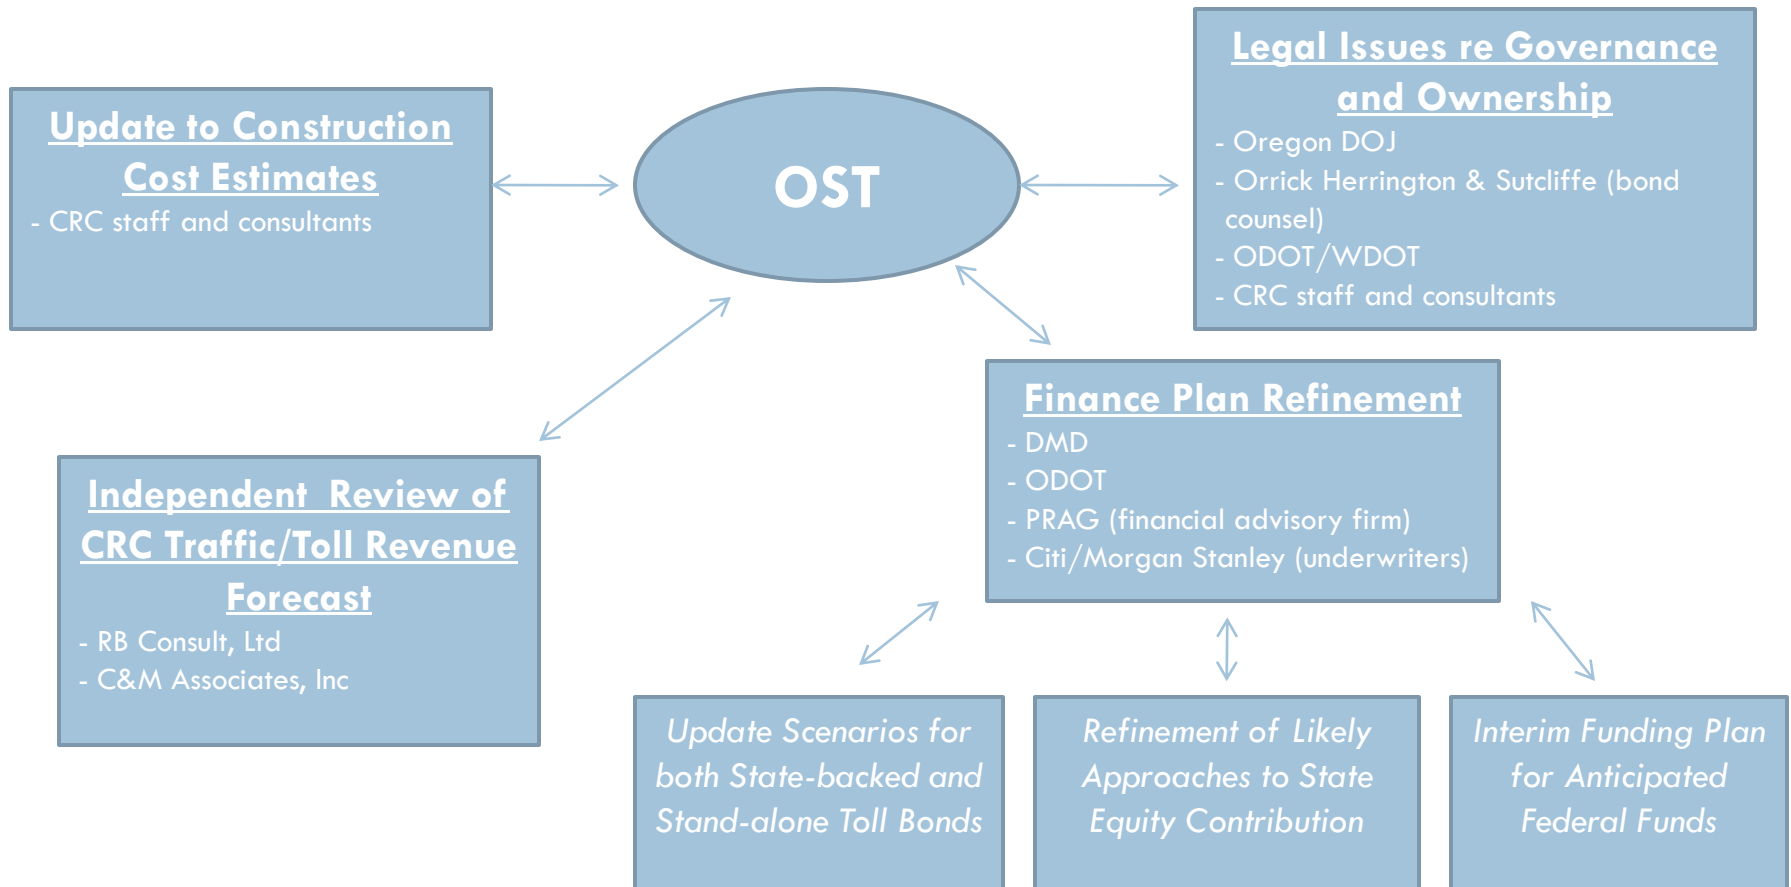 Update to Construction
Cost Estimates
- CRC staff and consultants
OST
Legal Issues re Governance
and Ownership
- Oregon DOJ
- Orrick Herrington & Sutcliffe (bond
counsel)
- ODOT/WDOT
- CRC staff and consultants
Independent Review of
CRC Traffic/Toll Revenue
Forecast
- RB Consult, Ltd
- C&M Associates, Inc
Finance Plan Refinement
- DMD
- ODOT
- PRAG (financial advisory firm)
- Citi/Morgan Stanley (underwriters)
Update Scenarios for
both State-backed and
Stand-alone Toll Bonds
Refinement of Likely
Approaches to State
Equity Contribution
Interim Funding Plan
for Anticipated
Federal Funds